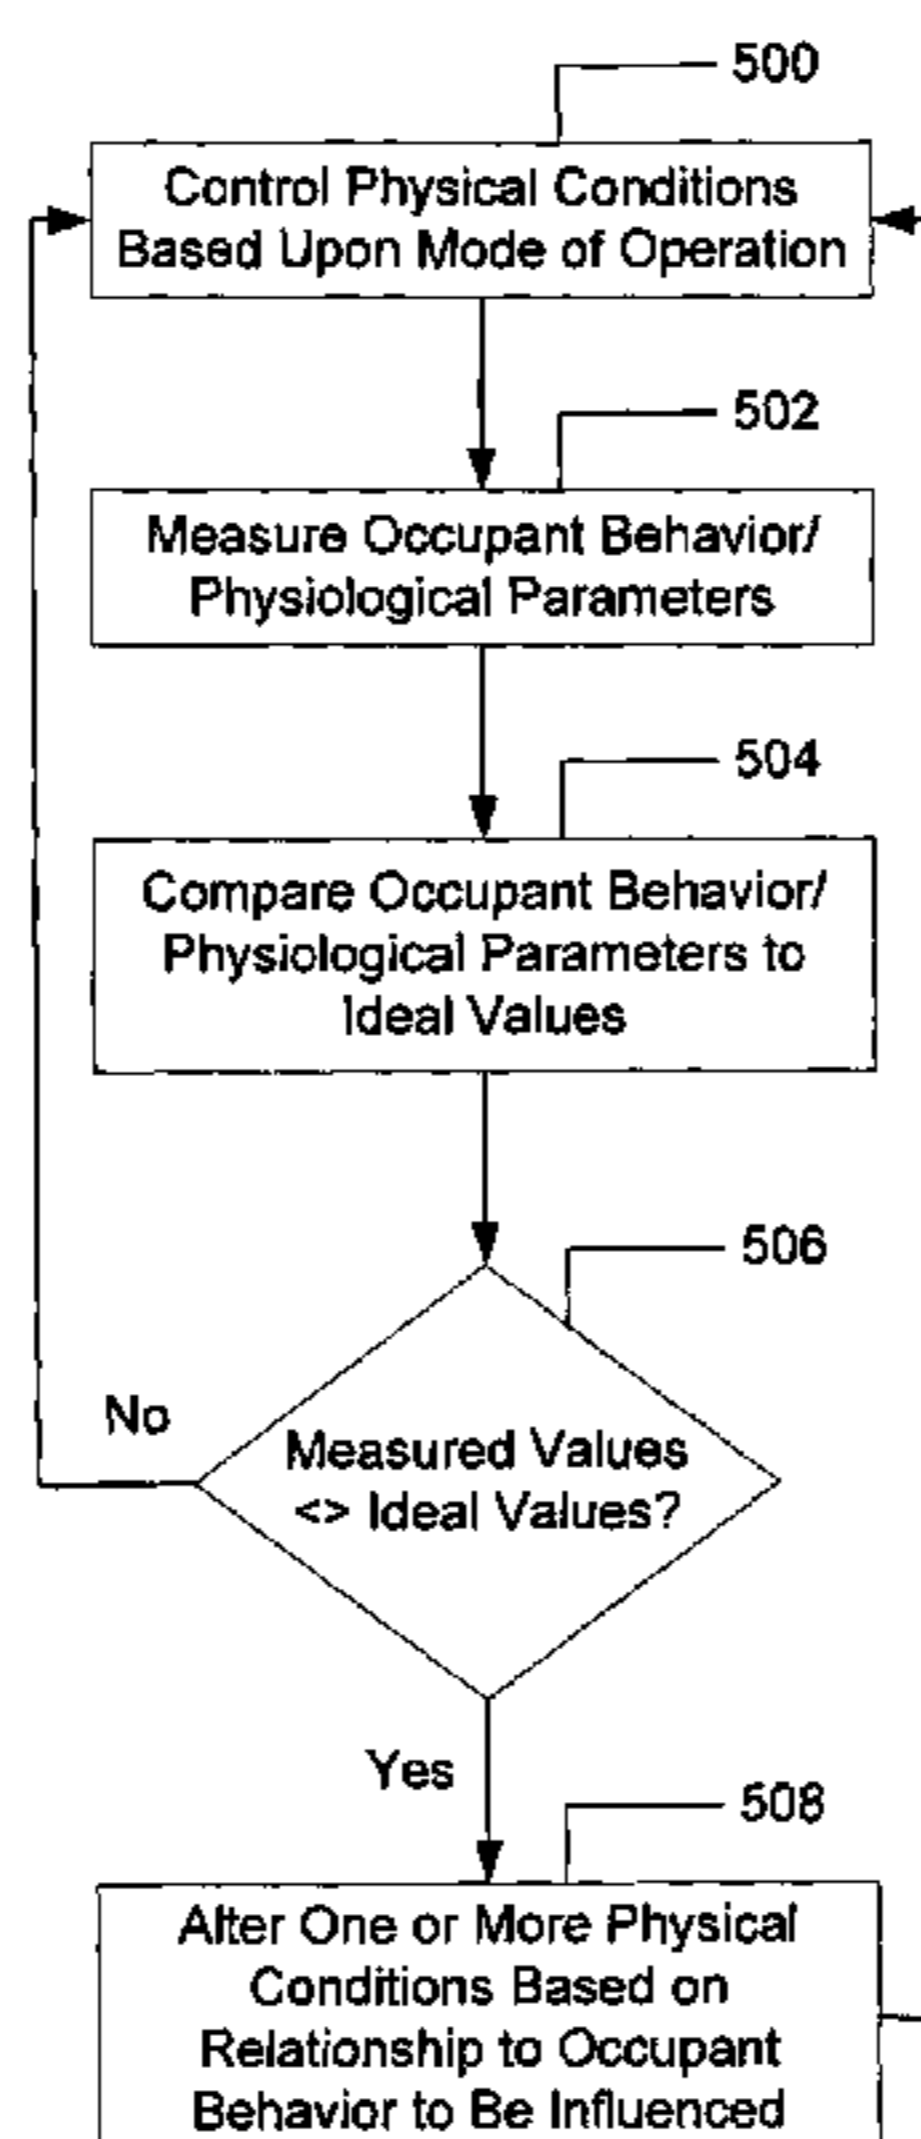 500
Control Physical Conditions
Based Upon Mode of Operation
502
Measure Occupant Behavior/
Physiological Parameters
504
Compare Occupant Behavior/
Physiological Parameters to
Ideal Values
506
No
Measured Values
<> Ideal Values?
Yes
508
Alter One or More Physical
Conditions Based on
Relationship to Occupant
Behavior to Be Influenced